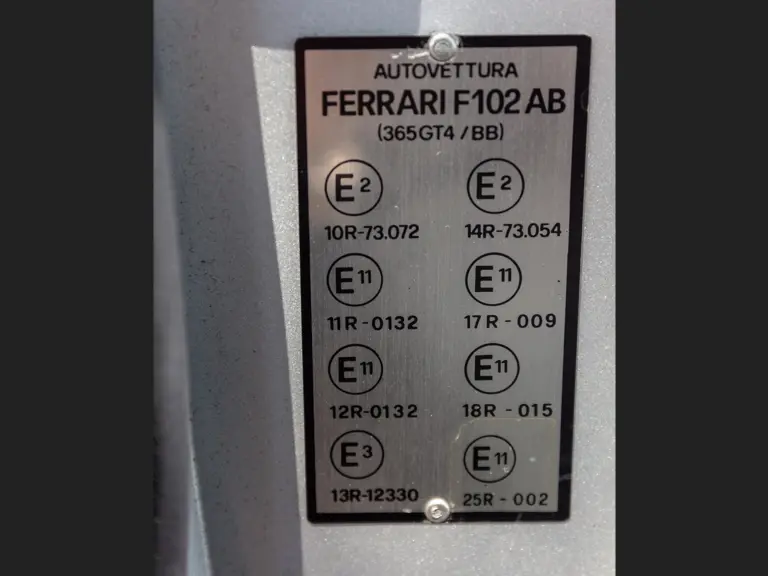 AUTOVETTURA
FERRARI F102 AB
(365GT4/BB)
E2 E2
10R-73.072 14R-73.054
E11 E11
11R-0132 17R-009
E11 E11
12R-0132 18R-015
E3 E11
13R-12330 25R-002